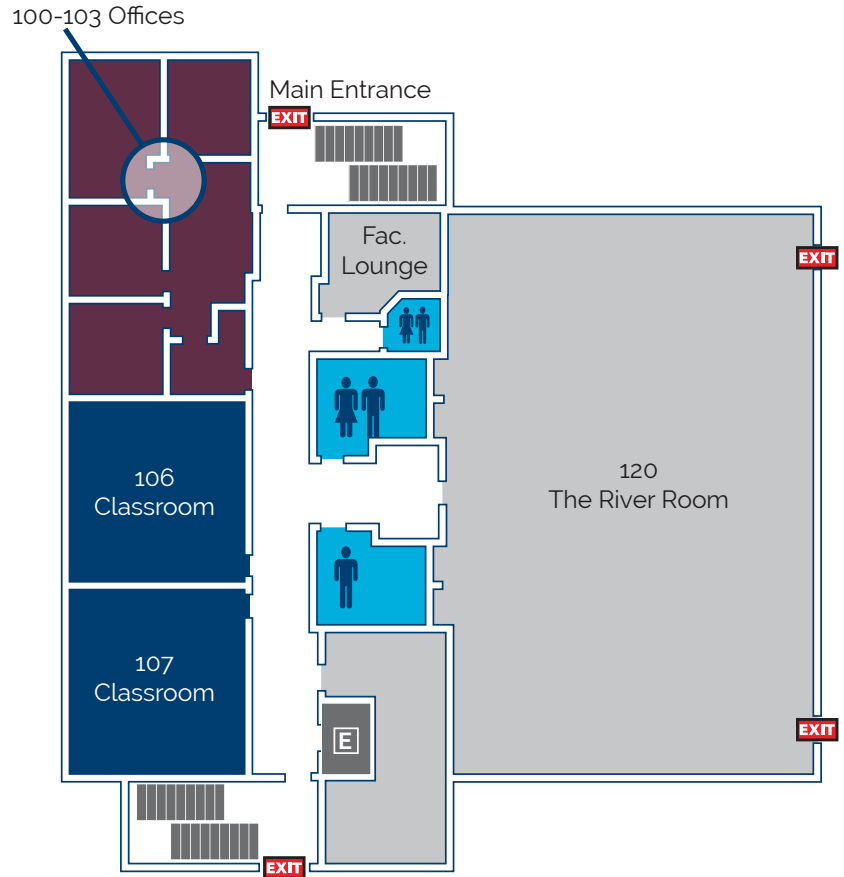 100-103 Offices
Main Entrance
EXIT
Fac.
Lounge
EXIT
106
Classroom
120
The River Room
107
Classroom
E
EXIT
EXIT